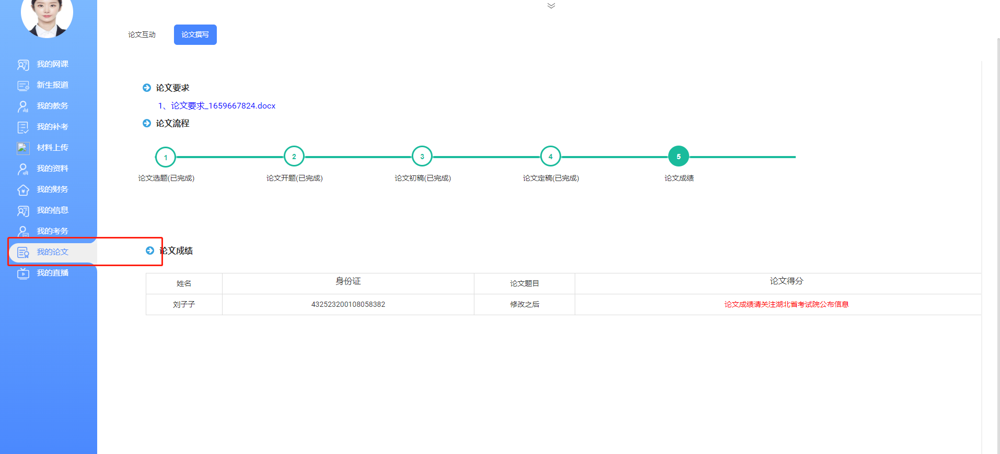 论文互动
论文撰写
我的网课
新生报道
我的教务
我的补考
材料上传
我的资料
我的财务
我的信息
我的考务
我的论文
我的直播
论文要求
1、论文要求_1659667824.docx
论文流程
1 2 3 4 5
论文选题(已完成) 论文开题(已完成) 论文初稿(已完成) 论文定稿(已完成) 论文成绩
论文成绩
姓名 身份证 论文题目 论文得分
刘子子 432523200108058382 修改之后 论文成绩请关注湖北省考试院公布信息